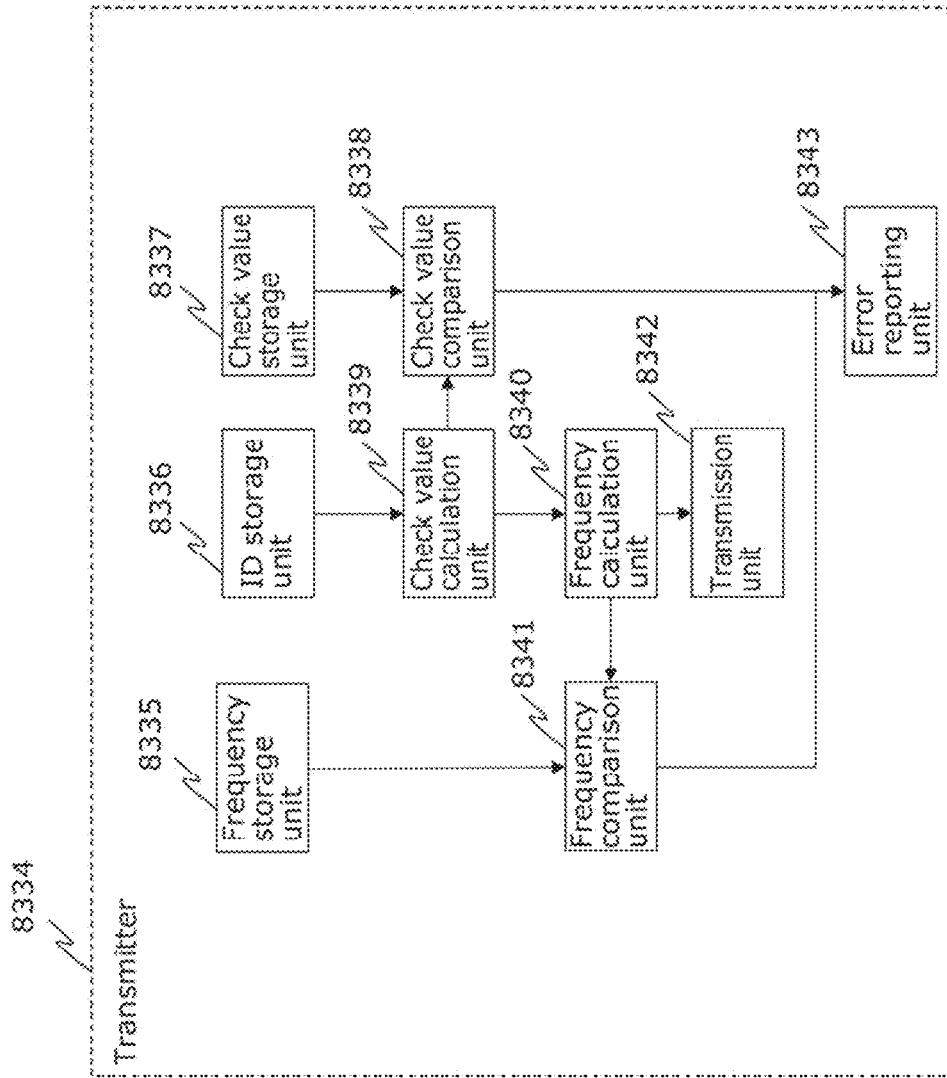 8334
Transmitter
8335
Frequency
storage
unit
8336
ID storage
unit
8337
Check value
storage
unit
8339
Check value
calculation
unit
8338
Check value
comparison
unit
8341
Frequency
comparison
unit
8340
Frequency
calculation
unit
8342
Transmission
unit
8343
Error
reporting
unit